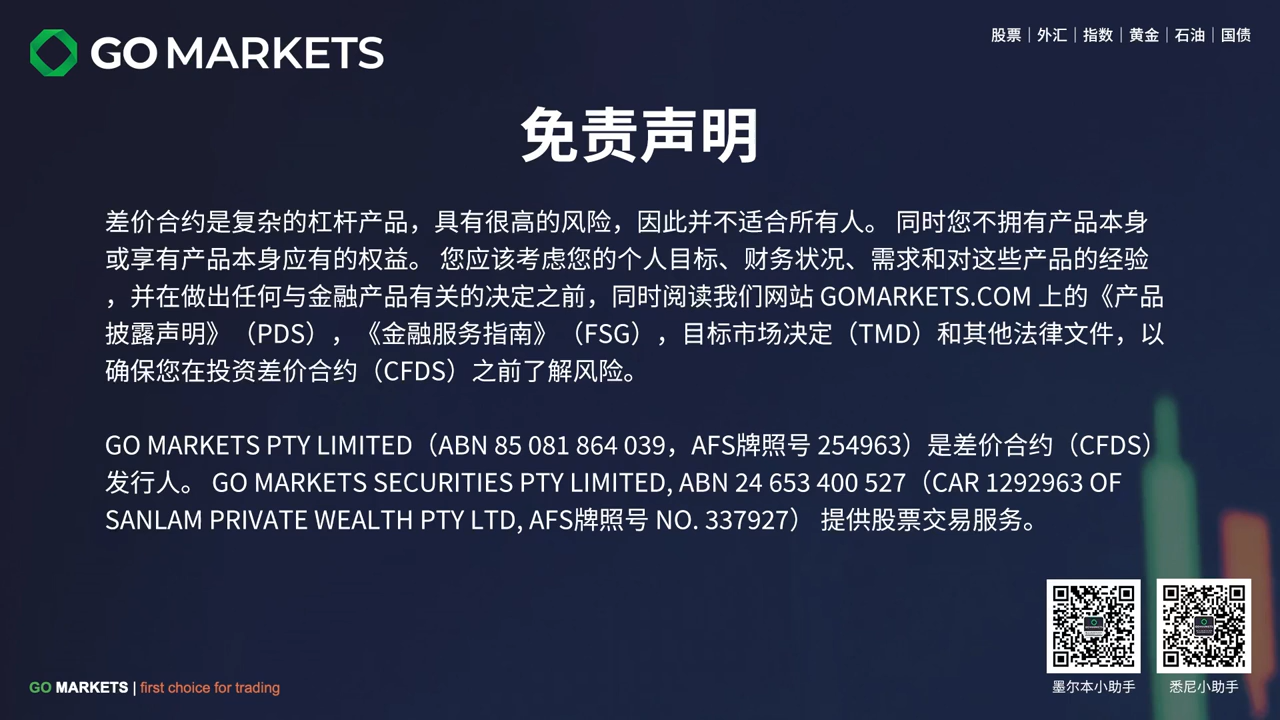 GO MARKETS
股票｜外汇｜指数｜黄金｜石油｜国债
免责声明
差价合约是复杂的杠杆产品，具有很高的风险，因此并不适合所有人。 同时您不拥有产品本身
或享有产品本身应有的权益。 您应该考虑您的个人目标、财务状况、需求和对这些产品的经验
，并在做出任何与金融产品有关的决定之前，同时阅读我们网站 GOMARKETS.COM 上的《产品
披露声明》（PDS），《金融服务指南》（FSG），目标市场决定（TMD）和其他法律文件，以
确保您在投资差价合约（CFDS）之前了解风险。
GO MARKETS PTY LIMITED（ABN 85 081 864 039，AFS牌照号 254963）是差价合约（CFDS）
发行人。 GO MARKETS SECURITIES PTY LIMITED, ABN 24 653 400 527（CAR 1292963 OF
SANLAM PRIVATE WEALTH PTY LTD, AFS牌照号 NO. 337927） 提供股票交易服务。
墨尔本小助手
悉尼小助手
GO MARKETS | first choice for trading